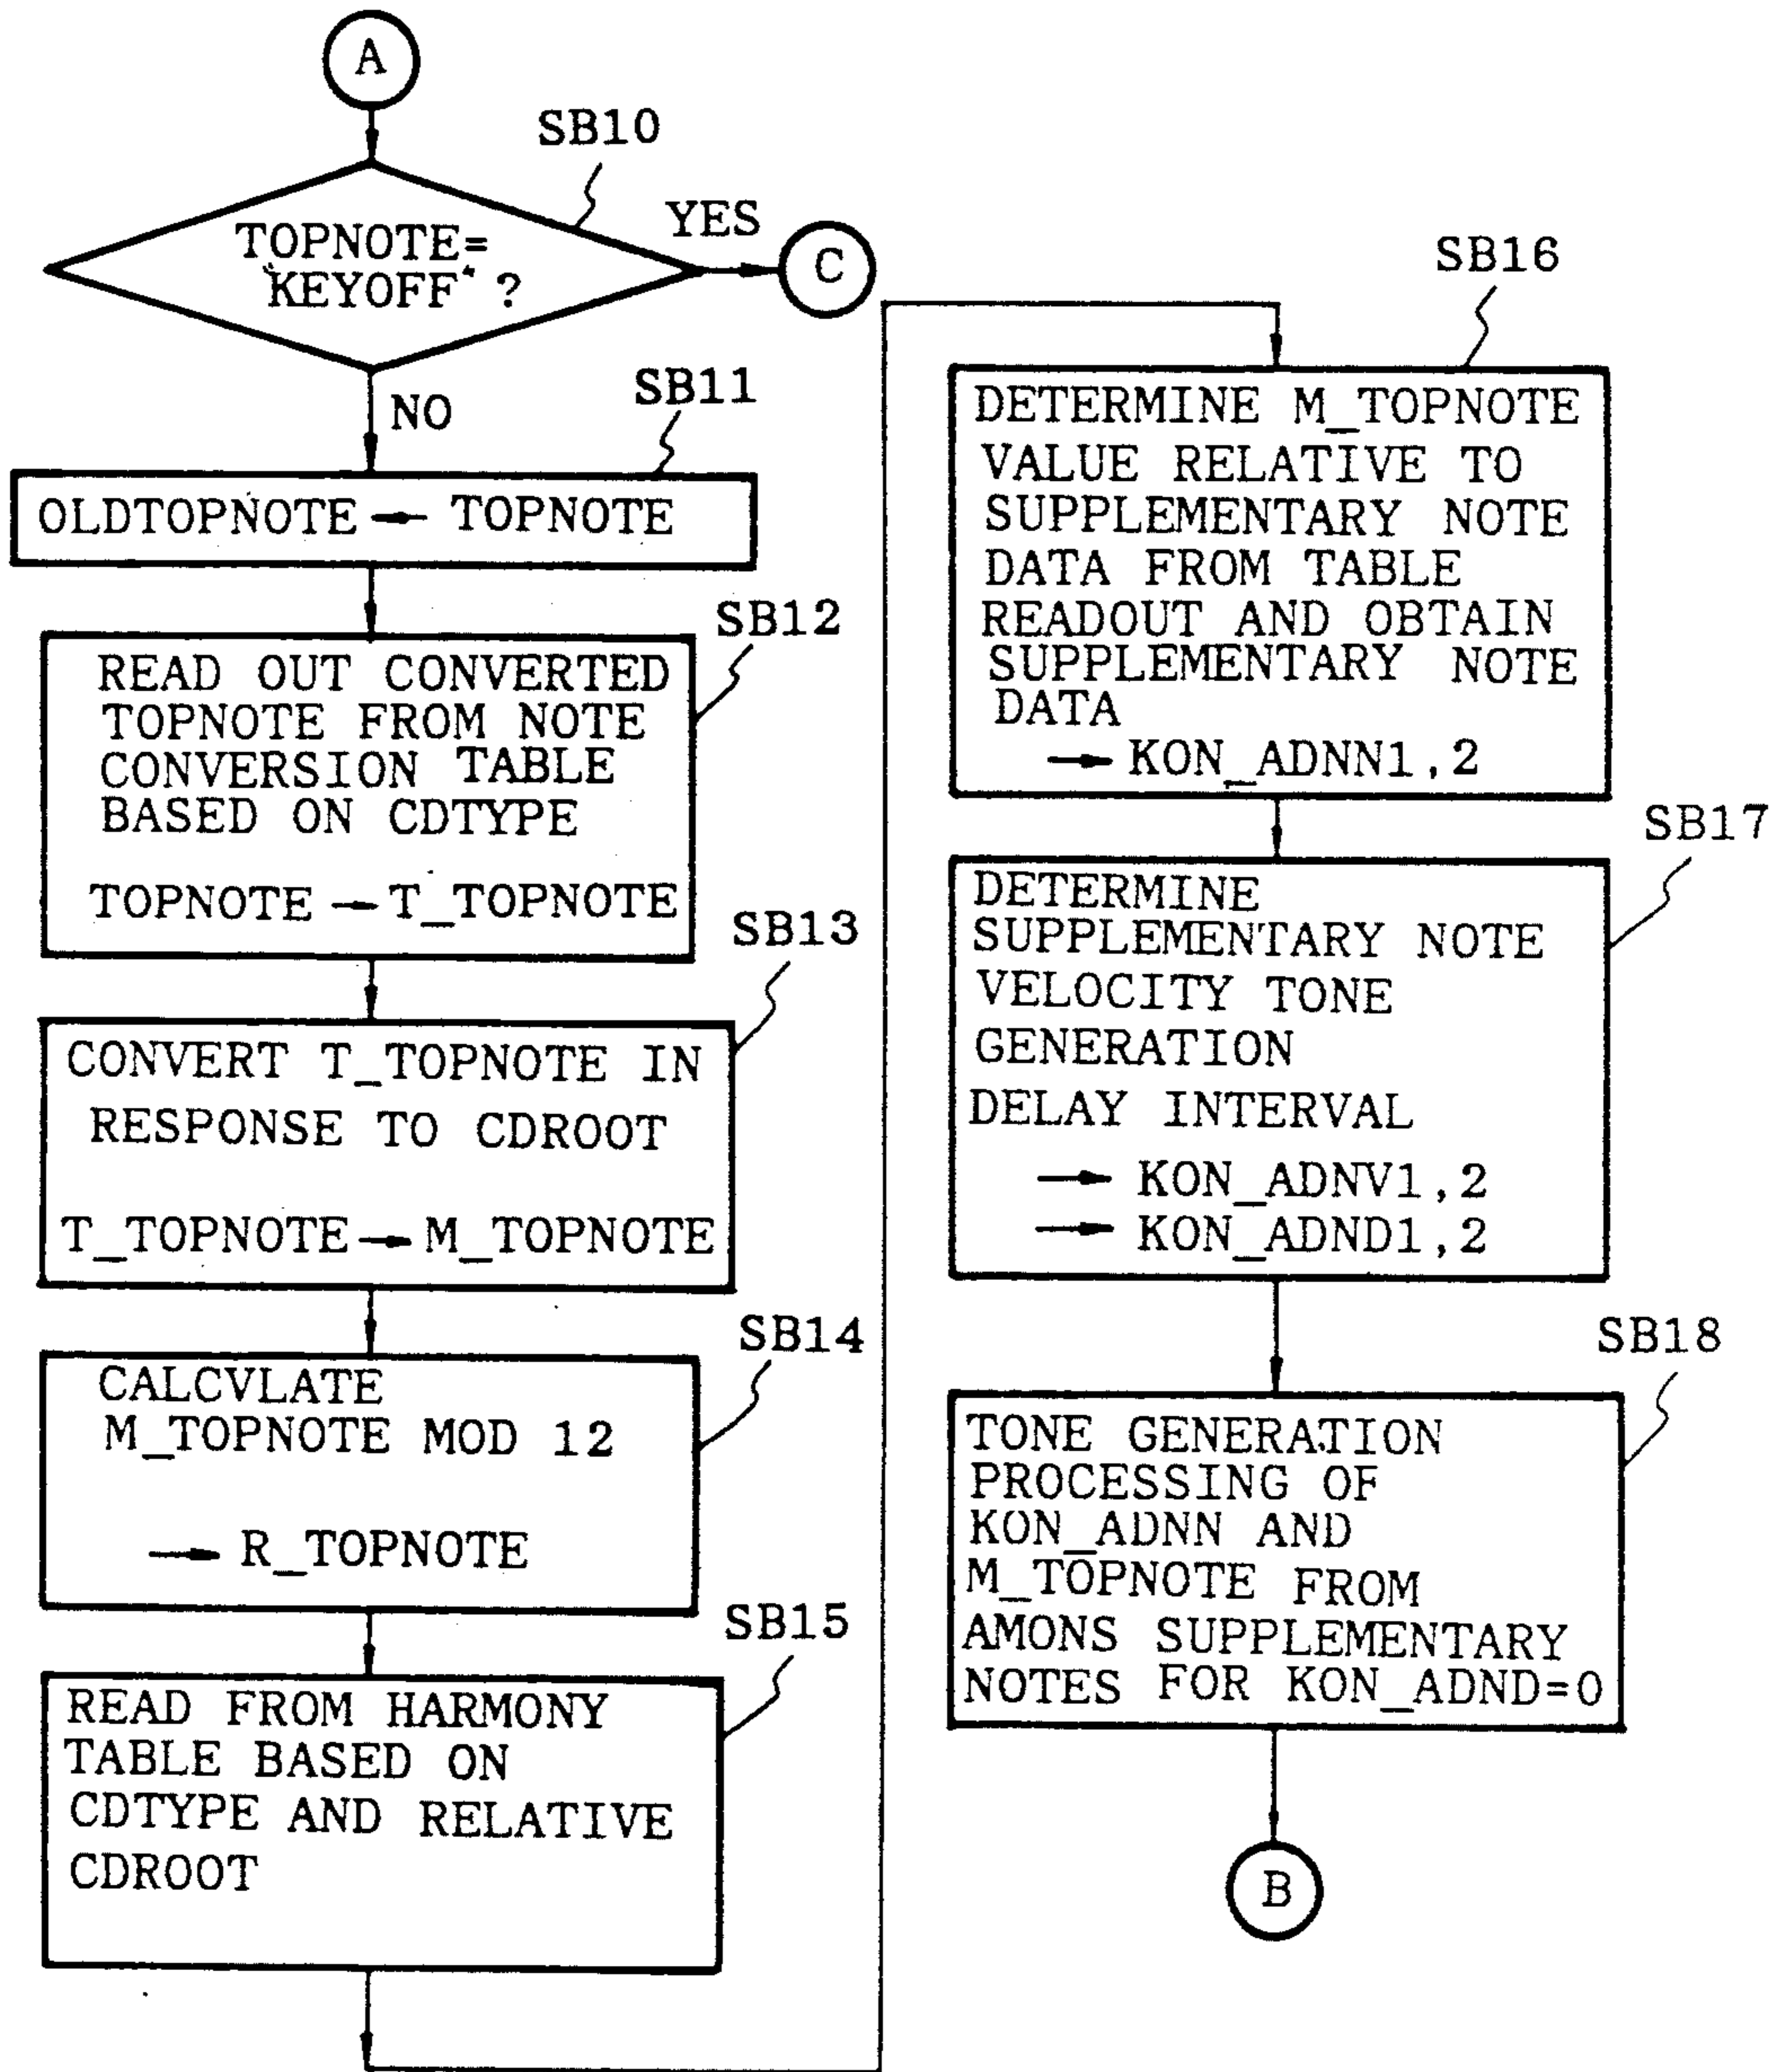 A
SB10
TOPNOTE=
"KEYOFF" ?
YES
C
NO
SB11
OLDTOPNOTE ← TOPNOTE
SB12
READ OUT CONVERTED
TOPNOTE FROM NOTE
CONVERSION TABLE
BASED ON CDTYPE
TOPNOTE → T_TOPNOTE
SB13
CONVERT T_TOPNOTE IN
RESPONSE TO CDROOT
T_TOPNOTE → M_TOPNOTE
SB14
CALCVLATE
M_TOPNOTE MOD 12
→ R_TOPNOTE
SB15
READ FROM HARMONY
TABLE BASED ON
CDTYPE AND RELATIVE
CDROOT
SB16
DETERMINE M_TOPNOTE
VALUE RELATIVE TO
SUPPLEMENTARY NOTE
DATA FROM TABLE
READOUT AND OBTAIN
SUPPLEMENTARY NOTE
DATA
→ KON_ADNN1,2
SB17
DETERMINE
SUPPLEMENTARY NOTE
VELOCITY TONE
GENERATION
DELAY INTERVAL
→ KON_ADNV1,2
→ KON_ADND1,2
SB18
TONE GENERATION
PROCESSING OF
KON_ADNN AND
M_TOPNOTE FROM
AMONS SUPPLEMENTARY
NOTES FOR KON_ADND=0
B